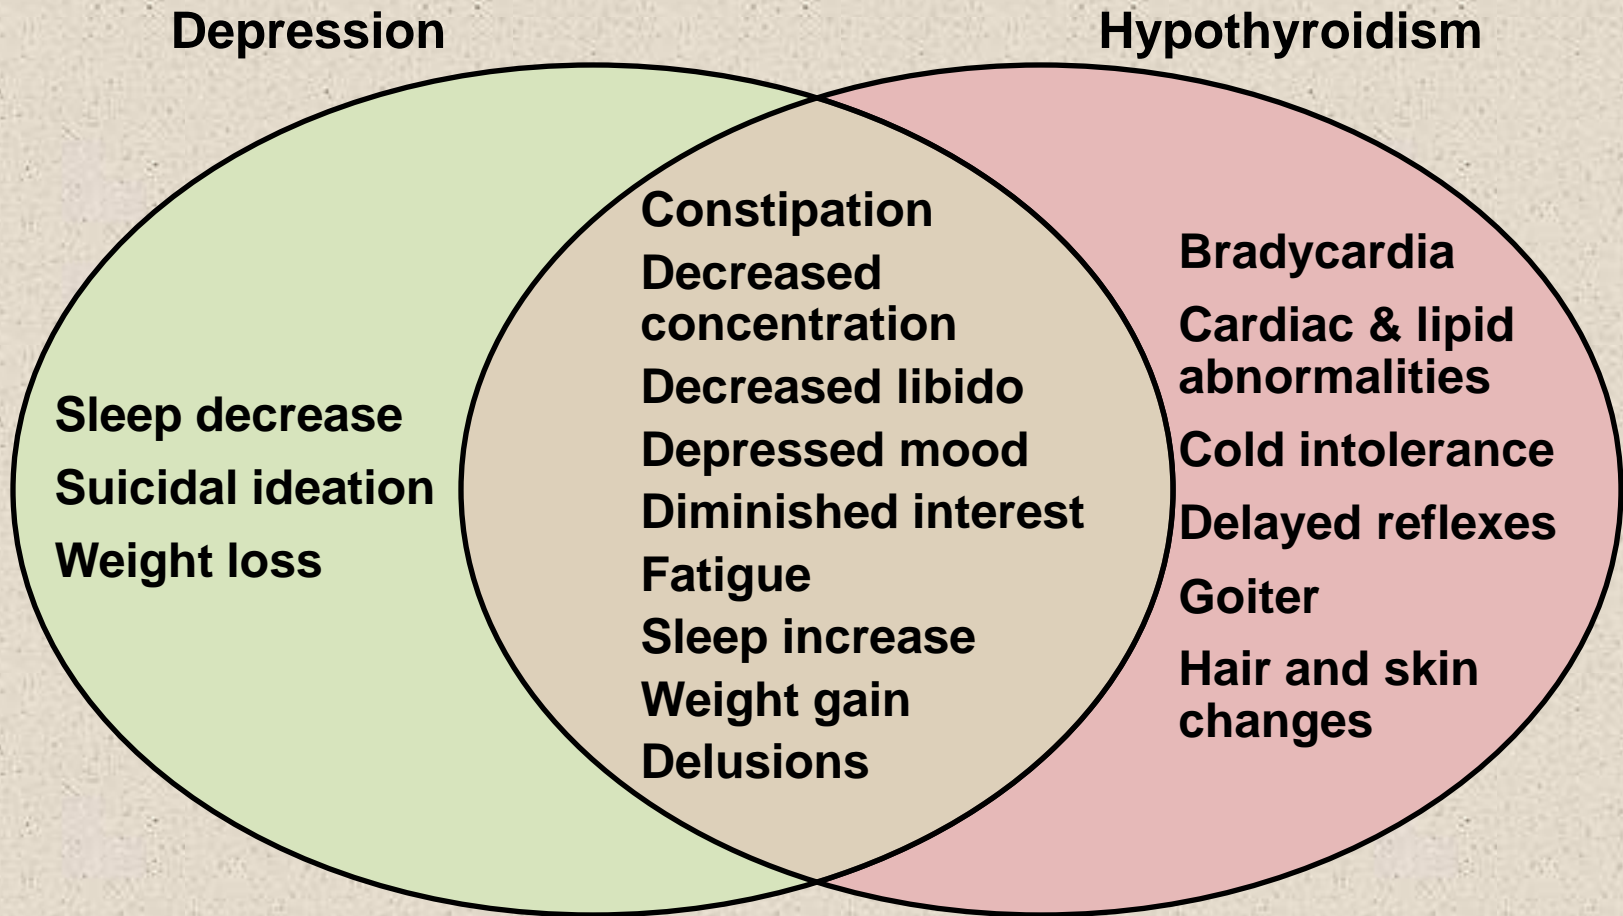 Depression
Hypothyroidism
Sleep decrease
Suicidal ideation
Weight loss
Constipation
Decreased
concentration
Decreased libido
Depressed mood
Diminished interest
Fatigue
Sleep increase
Weight gain
Delusions
Bradycardia
Cardiac & lipid
abnormalities
Cold intolerance
Delayed reflexes
Goiter
Hair and skin
changes